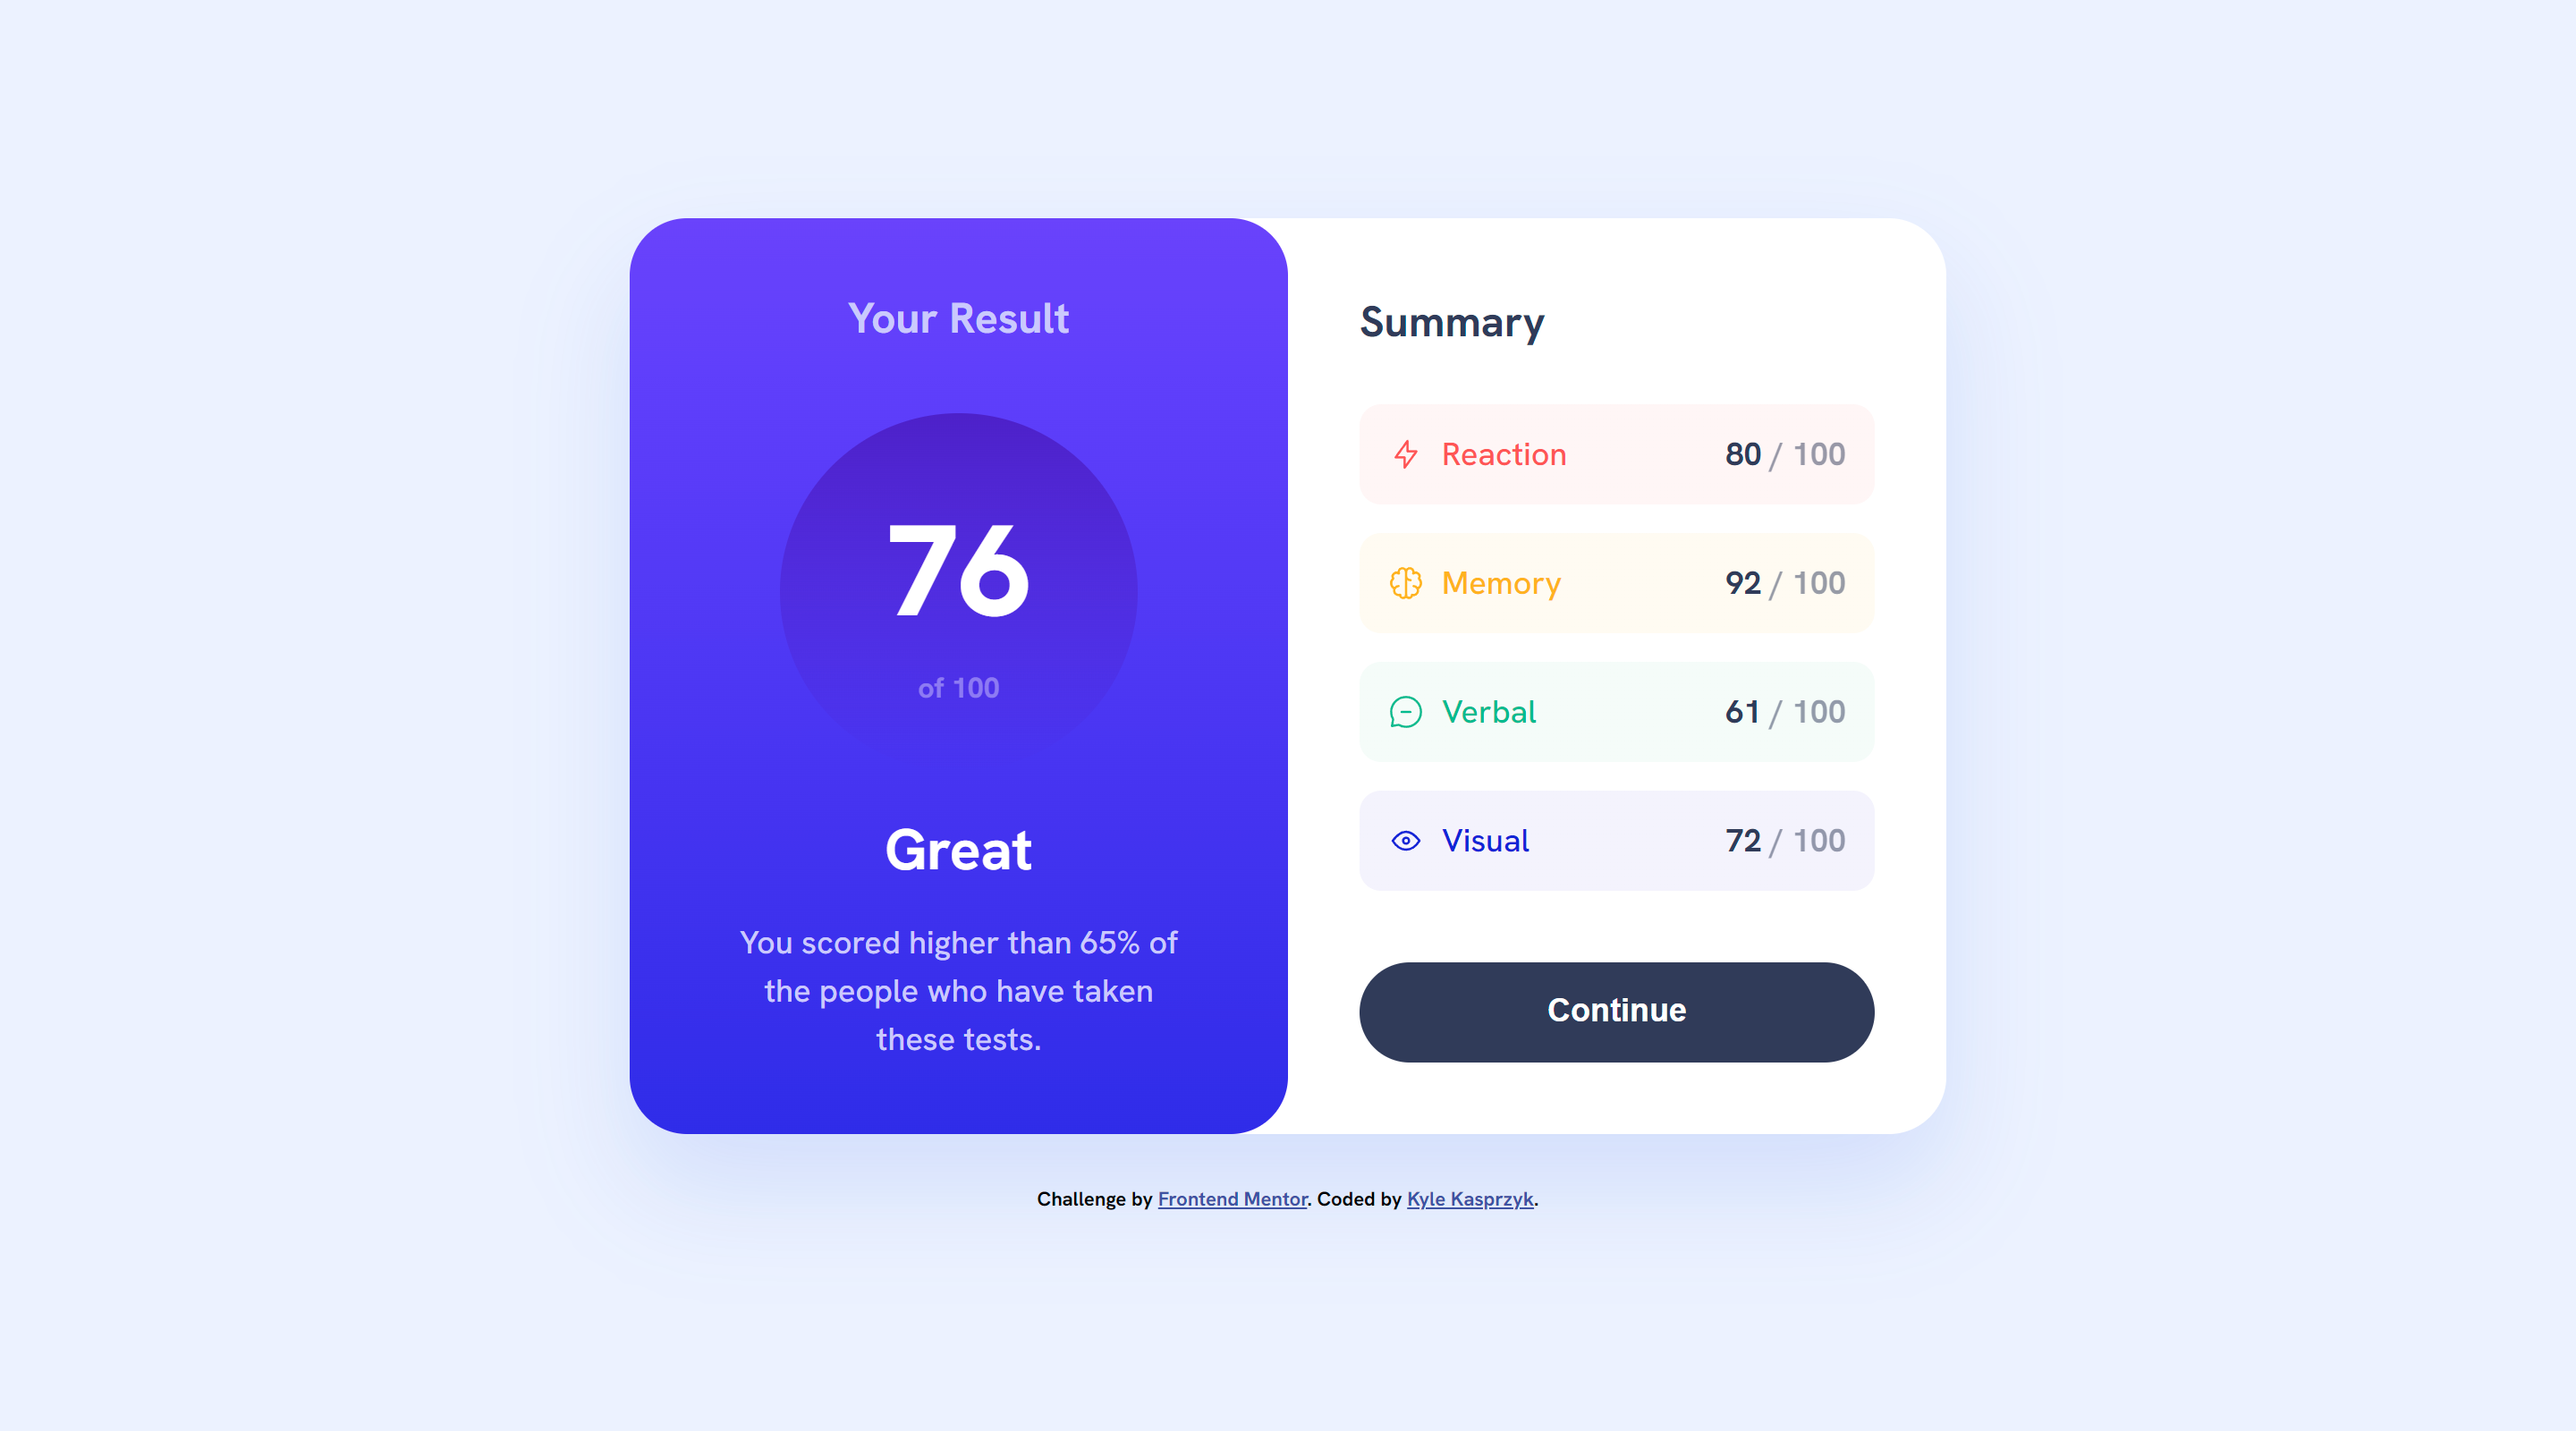 Your Result
76
of 100
Great
You scored higher than 65% of
the people who have taken
these tests.
Summary
Reaction 80 / 100
Memory 92 / 100
Verbal 61 / 100
Visual 72 / 100
Continue
Challenge by Frontend Mentor. Coded by Kyle Kasprzyk.